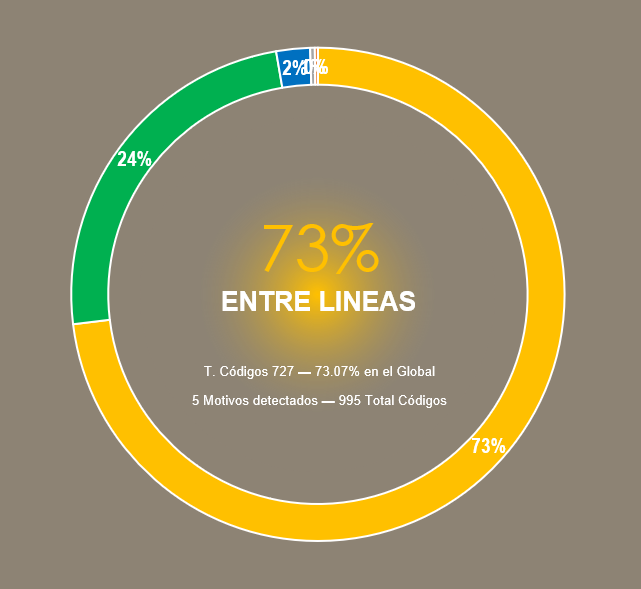 2%
0%
24%
73%
ENTRE LINEAS
T. Códigos 727 — 73.07% en el Global
5 Motivos detectados — 995 Total Códigos
73%